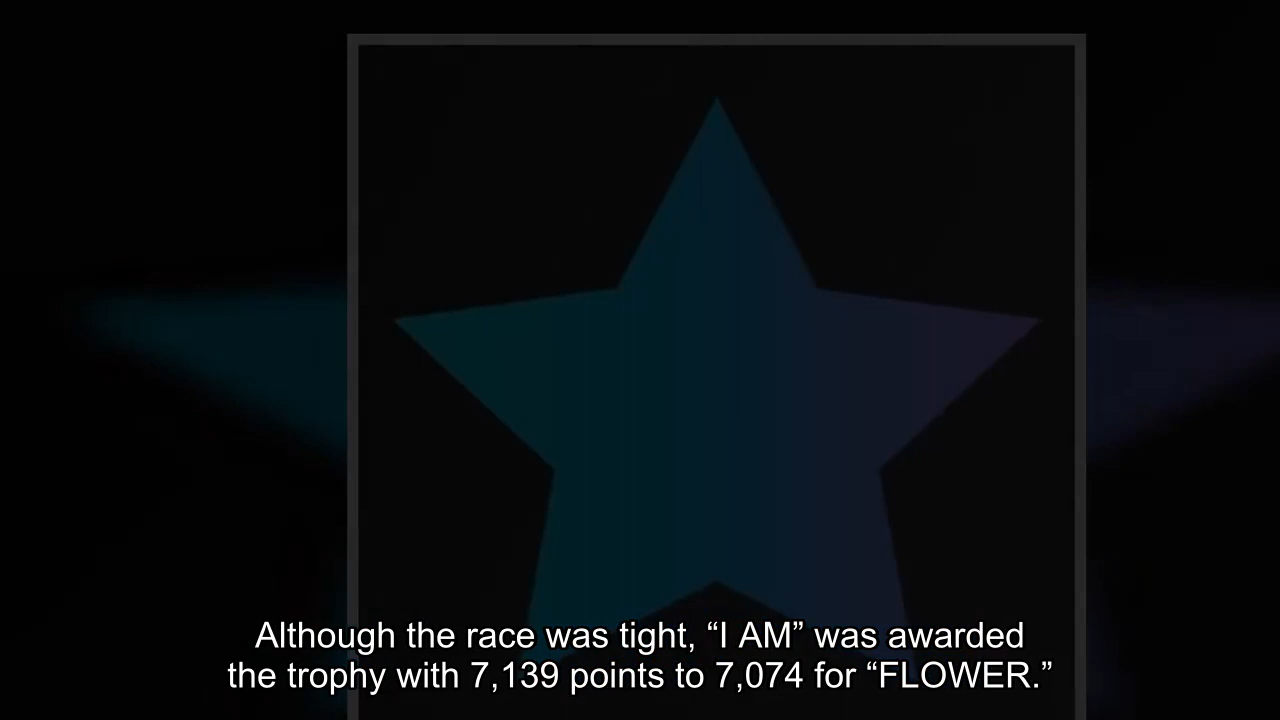 Although the race was tight, “I AM” was awarded
the trophy with 7,139 points to 7,074 for “FLOWER.”